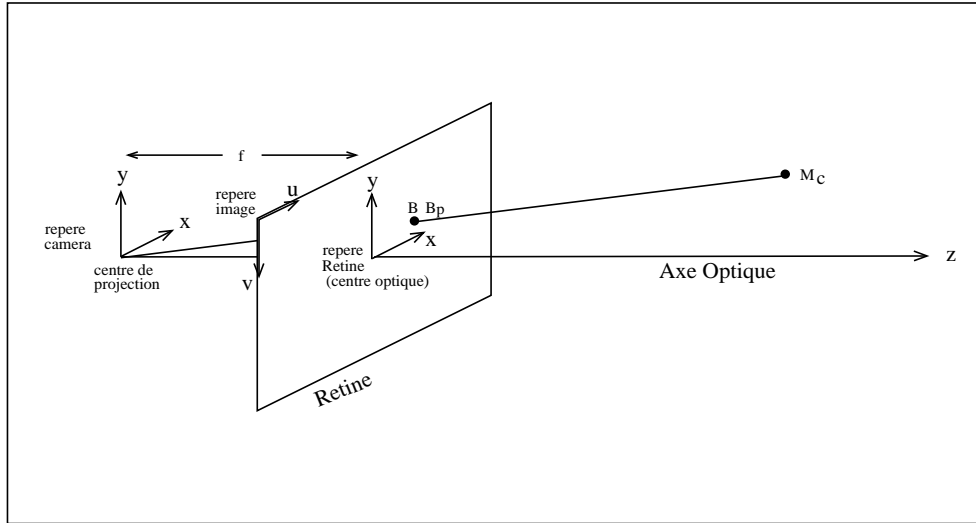 f
y
x
repere
camera
centre de
projection
repere
image
u
v
y
x
repere
Retine
(centre optique)
B Bp
Mc
z
Axe Optique
Retine